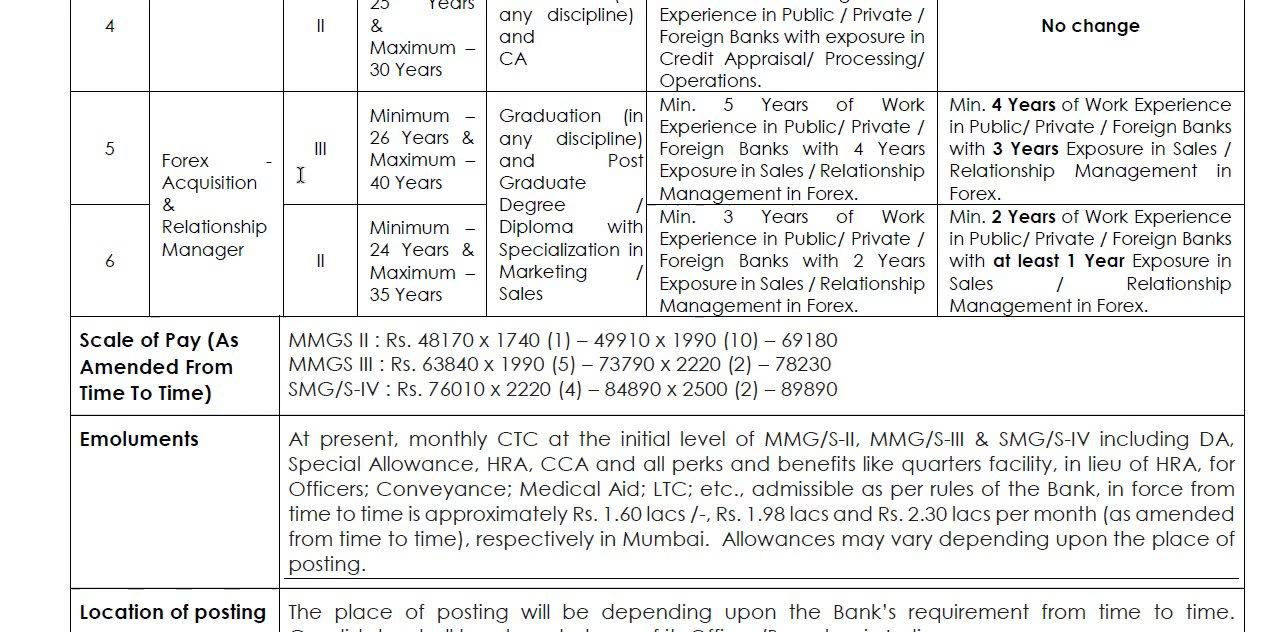 4
II
25 Years
&
Maximum –
30 Years
any discipline)
and
CA
Experience in Public / Private /
Foreign Banks with exposure in
Credit Appraisal/ Processing/
Operations.
No change
5
Forex -
Acquisition
&
Relationship
Manager
III
Minimum –
26 Years &
Maximum –
40 Years
Graduation (in
any discipline)
and Post
Graduate
Degree /
Diploma with
Specialization in
Marketing /
Sales
Min. 5 Years of Work
Experience in Public/ Private /
Foreign Banks with 4 Years
Exposure in Sales / Relationship
Management in Forex.
Min. 4 Years of Work Experience
in Public/ Private / Foreign Banks
with 3 Years Exposure in Sales /
Relationship Management in
Forex.
6
II
Minimum –
24 Years &
Maximum –
35 Years
Min. 3 Years of Work
Experience in Public/ Private /
Foreign Banks with 2 Years
Exposure in Sales / Relationship
Management in Forex.
Min. 2 Years of Work Experience
in Public/ Private / Foreign Banks
with at least 1 Year Exposure in
Sales / Relationship
Management in Forex.
Scale of Pay (As
Amended From
Time To Time)
MMGS II : Rs. 48170 x 1740 (1) – 49910 x 1990 (10) – 69180
MMGS III : Rs. 63840 x 1990 (5) – 73790 x 2220 (2) – 78230
SMG/S-IV : Rs. 76010 x 2220 (4) – 84890 x 2500 (2) – 89890
Emoluments
At present, monthly CTC at the initial level of MMG/S-II, MMG/S-III & SMG/S-IV including DA,
Special Allowance, HRA, CCA and all perks and benefits like quarters facility, in lieu of HRA, for
Officers; Conveyance; Medical Aid; LTC; etc., admissible as per rules of the Bank, in force from
time to time is approximately Rs. 1.60 lacs /-, Rs. 1.98 lacs and Rs. 2.30 lacs per month (as amended
from time to time), respectively in Mumbai. Allowances may vary depending upon the place of
posting.
Location of posting
The place of posting will be depending upon the Bank's requirement from time to time.